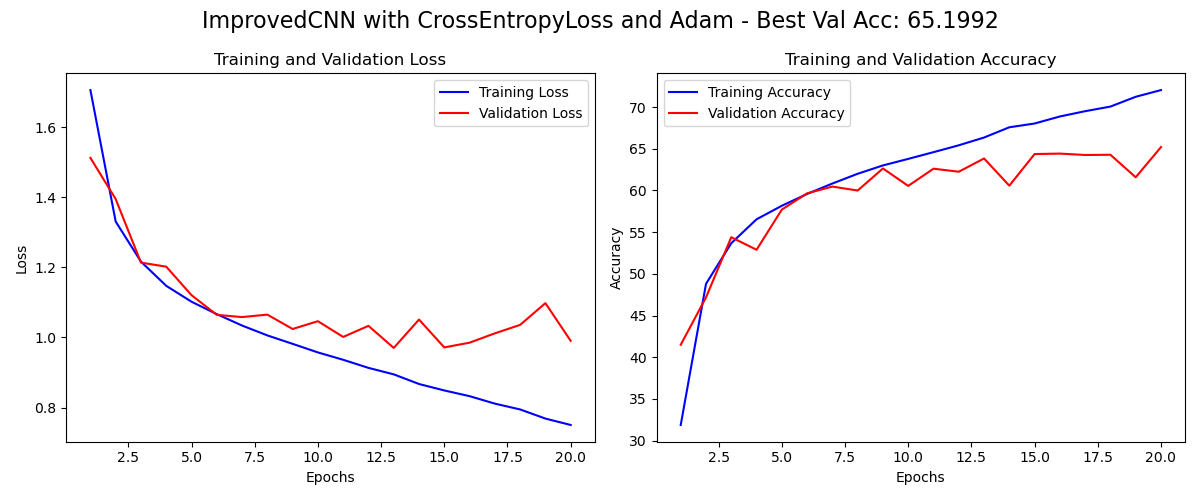 ImprovedCNN with CrossEntropyLoss and Adam - Best Val Acc: 65.1992
Training and Validation Loss
Training Loss
Validation Loss
Loss
1.6
1.4
1.2
1.0
0.8
2.5 5.0 7.5 10.0 12.5 15.0 17.5 20.0
Epochs
Training and Validation Accuracy
Training Accuracy
Validation Accuracy
Accuracy
70
65
60
55
50
45
40
35
30
2.5 5.0 7.5 10.0 12.5 15.0 17.5 20.0
Epochs